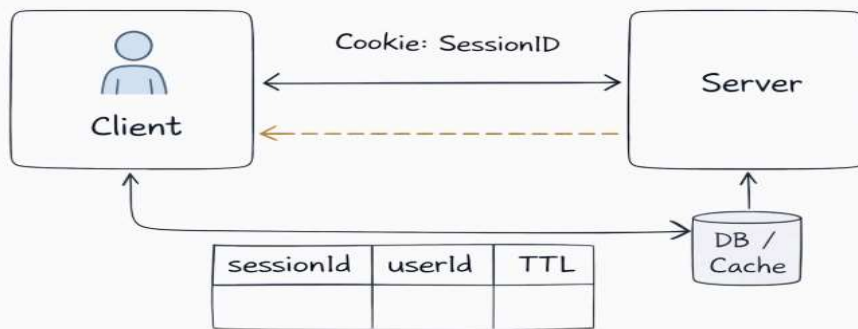 Cookie: SessionID
Client
Server
DB /
Cache
sessionId userId TTL